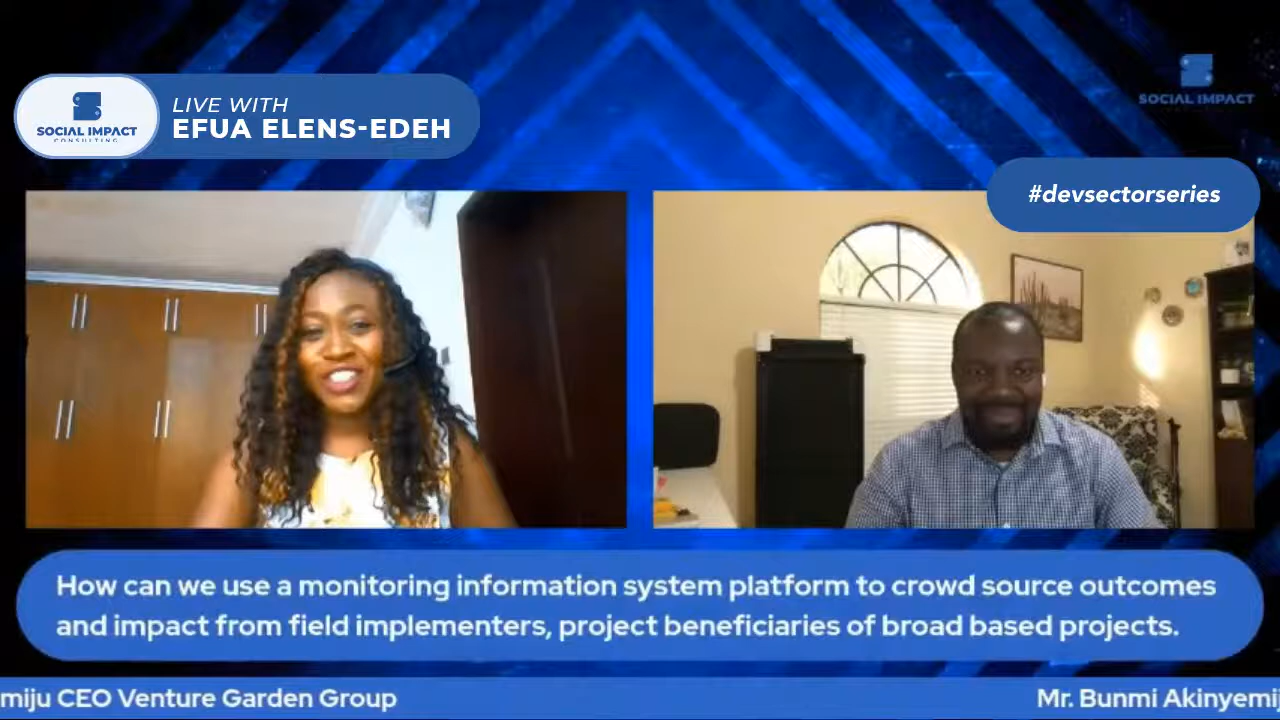 LIVE WITH
EFUA ELENS-EDEH
SOCIAL IMPACT
CONSULTING
SOCIAL IMPACT
#devsectorseries
How can we use a monitoring information system platform to crowd source outcomes
and impact from field implementers, project beneficiaries of broad based projects.
miju CEO Venture Garden Group
Mr. Bunmi Akinyemij